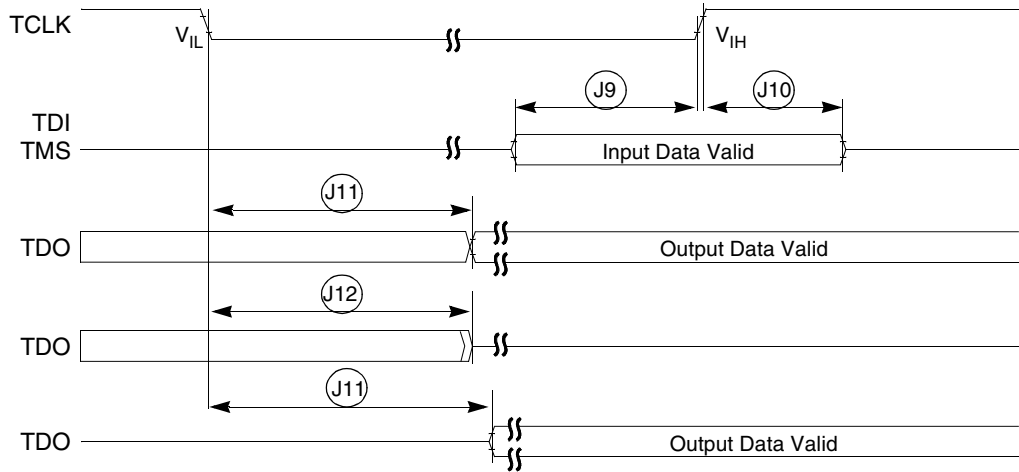 TCLK
VIL
VIH
J9
J10
TDI
TMS
Input Data Valid
J11
TDO
Output Data Valid
J12
TDO
J11
TDO
Output Data Valid